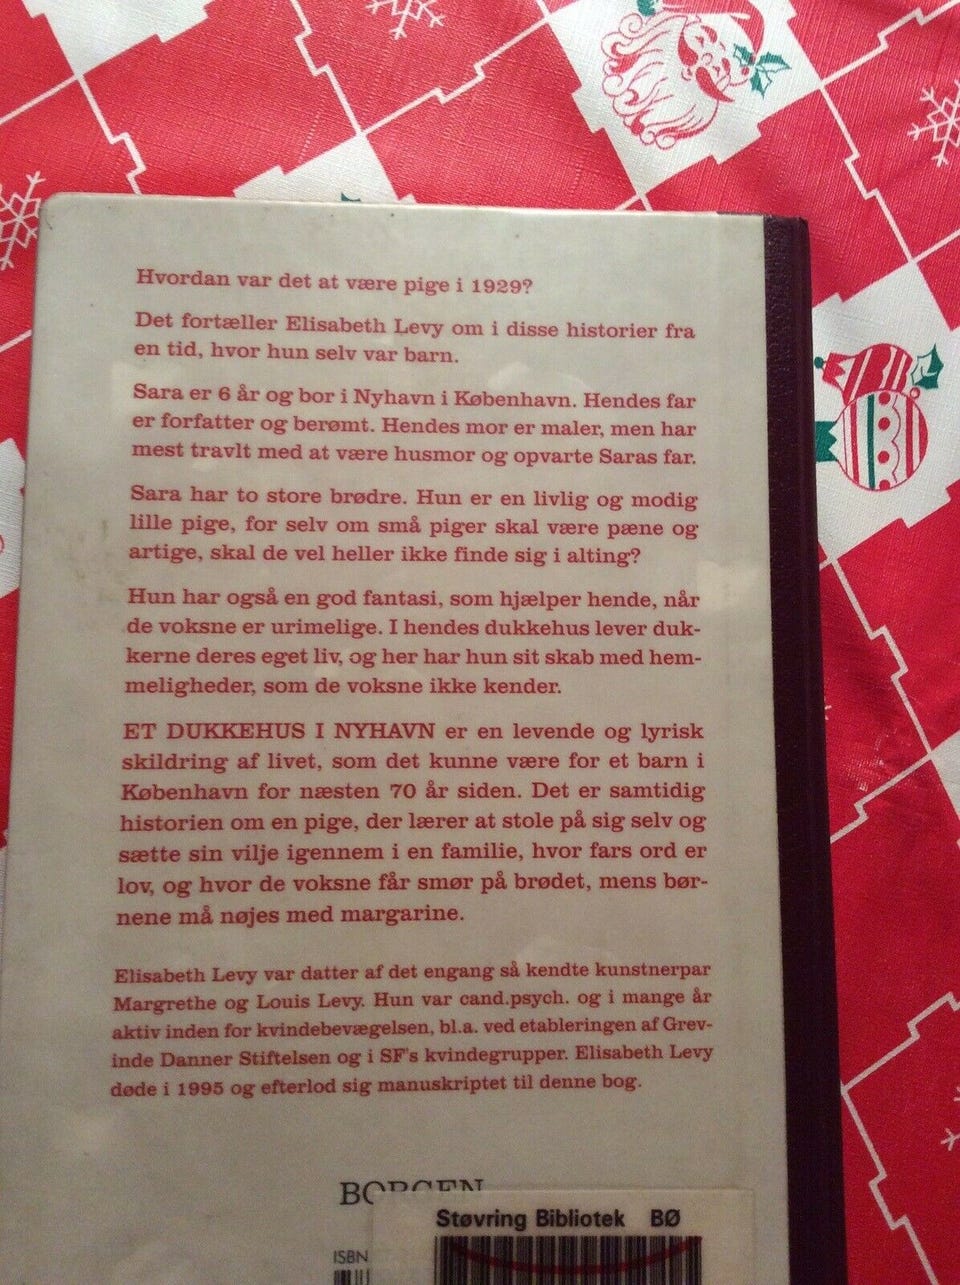 Hvordan var det at være pige i 1929?
Det fortæller Elisabeth Levy om i disse historier fra
en tid, hvor hun selv var barn.
Sara er 6 år og bor i Nyhavn i København. Hendes far
er forfatter og berømt. Hendes mor er maler, men har
mest travlt med at være husmor og opvarte Saras far.
Sara har to store brødre. Hun er en livlig og modig
lille pige, for selv om små piger skal være pæne og
artige, skal de vel heller ikke finde sig i alting?
Hun har også en god fantasi, som hjælper hende, når
de voksne er urimelige. I hendes dukkehus lever duk-
kerne deres eget liv, og her har hun sit skab med hem-
meligheder, som de voksne ikke kender.
ET DUKKEHUS I NYHAVN er en levende og lyrisk
skildring af livet, som det kunne være for et barn i
København for næsten 70 år siden. Det er samtidig
historien om en pige, der lærer at stole på sig selv og
sætte sin vilje igennem i en familie, hvor fars ord er
lov, og hvor de voksne får smør på brødet, mens bør-
nene må nøjes med margarine.
Elisabeth Levy var datter af det engang så kendte kunstnerpar
Margrethe og Louis Levy. Hun var cand.psych. og i mange år
aktiv inden for kvindebevægelsen, bl.a. ved etableringen af Grev-
inde Danner Stiftelsen og i SF's kvindegrupper. Elisabeth Levy
døde i 1995 og efterlod sig manuskriptet til denne bog.
BORGEN
Støvring Bibliotek BØ
ISBN